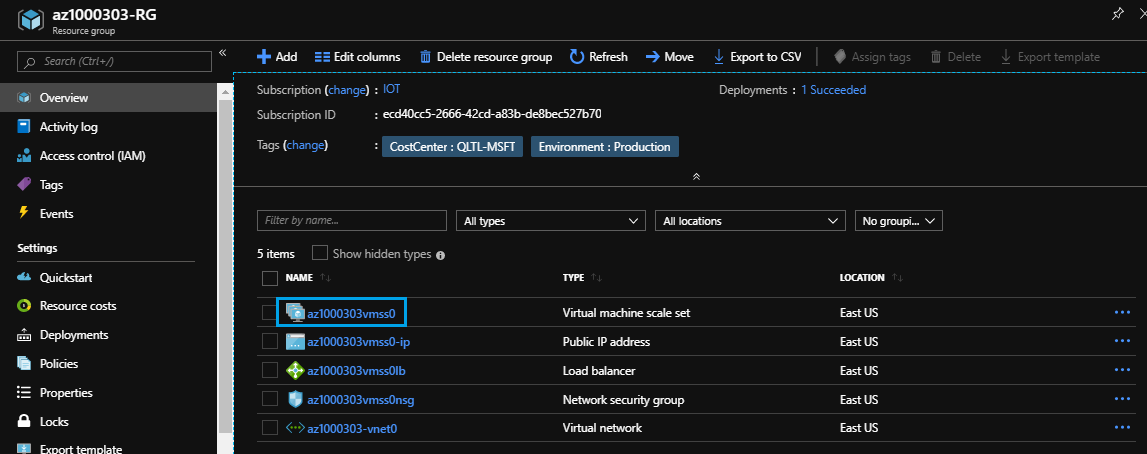 az1000303-RG
Resource group
Search (Ctrl+/)
Overview
Activity log
Access control (IAM)
Tags
Events
Settings
Quickstart
Resource costs
Deployments
Policies
Properties
Locks
Export template
Add Edit columns Delete resource group Refresh Move Export to CSV Assign tags Delete Export template
Subscription (change) : IOT Deployments : 1 Succeeded
Subscription ID : ecd40cc5-2666-42cd-a83b-de8bec527b70
Tags (change) : CostCenter : QLTL-MSFT Environment : Production
Filter by name... All types All locations No groupi...
5 items Show hidden types
NAME TYPE LOCATION
az1000303vmss0 Virtual machine scale set East US
az1000303vmss0-ip Public IP address East US
az1000303vmss0lb Load balancer East US
az1000303vmss0nsg Network security group East US
az1000303-vnet0 Virtual network East US